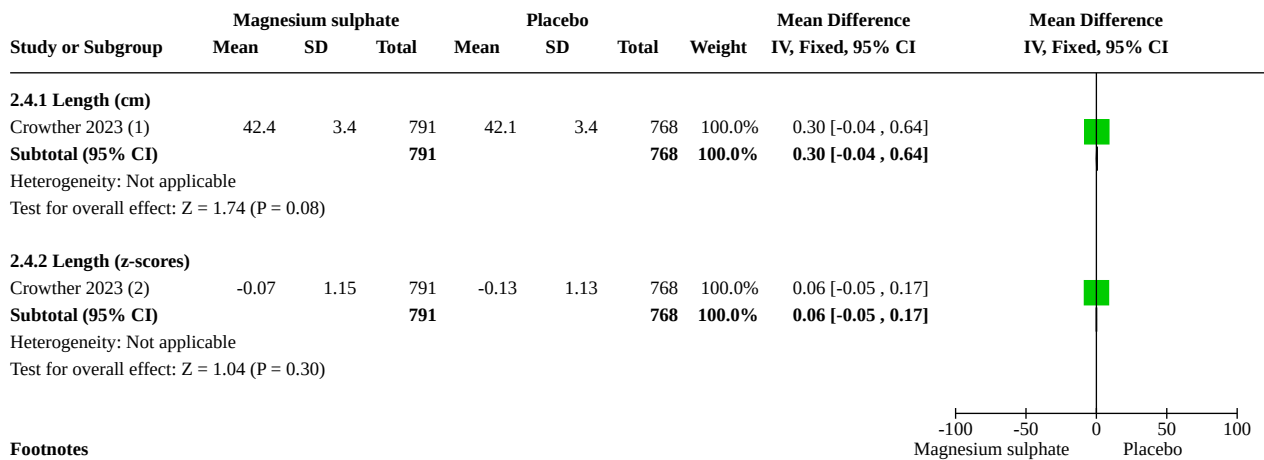 Magnesium sulphate Placebo Mean Difference Mean Difference
Study or Subgroup Mean SD Total Mean SD Total Weight IV, Fixed, 95% CI IV, Fixed, 95% CI
2.4.1 Length (cm)
Crowther 2023 (1) 42.4 3.4 791 42.1 3.4 768 100.0% 0.30 [-0.04 , 0.64]
Subtotal (95% CI) 791 768 100.0% 0.30 [-0.04 , 0.64]
Heterogeneity: Not applicable
Test for overall effect: Z = 1.74 (P = 0.08)
2.4.2 Length (z-scores)
Crowther 2023 (2) -0.07 1.15 791 -0.13 1.13 768 100.0% 0.06 [-0.05 , 0.17]
Subtotal (95% CI) 791 768 100.0% 0.06 [-0.05 , 0.17]
Heterogeneity: Not applicable
Test for overall effect: Z = 1.04 (P = 0.30)
-100 -50 0 50 100
Footnotes Magnesium sulphate Placebo